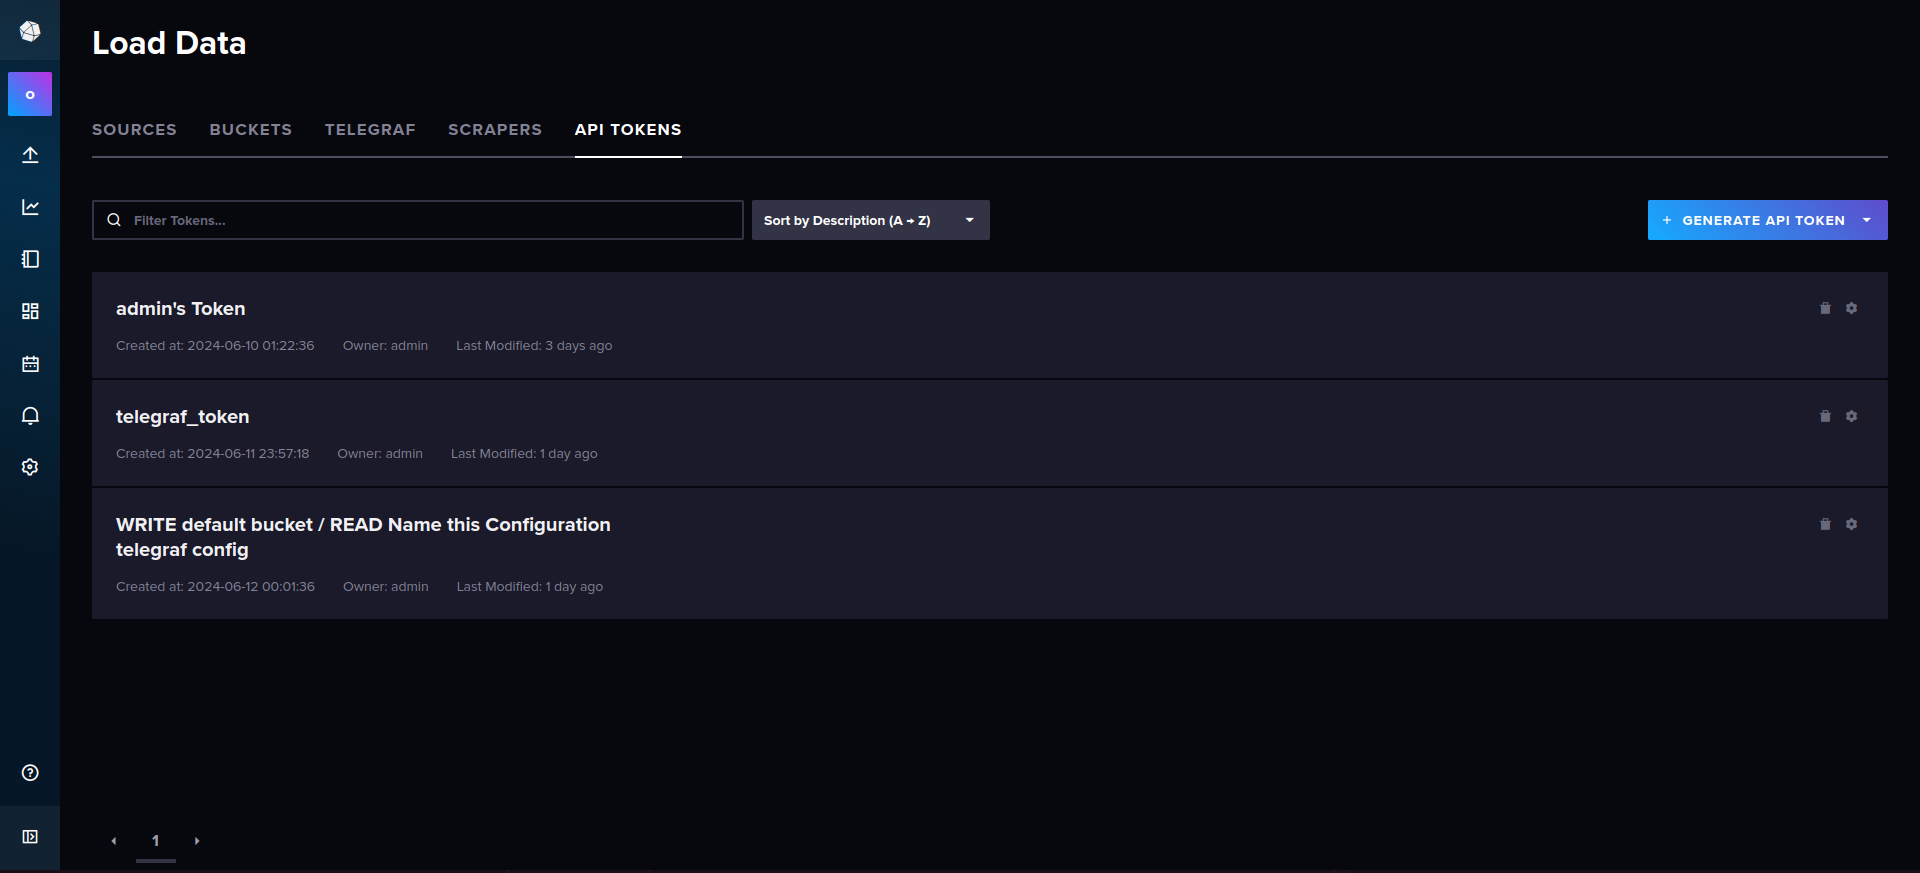 Load Data
o
SOURCES BUCKETS TELEGRAF SCRAPERS API TOKENS
Filter Tokens... Sort by Description (A → Z) + GENERATE API TOKEN
admin's Token
Created at: 2024-06-10 01:22:36 Owner: admin Last Modified: 3 days ago
telegraf_token
Created at: 2024-06-11 23:57:18 Owner: admin Last Modified: 1 day ago
WRITE default bucket / READ Name this Configuration
telegraf config
Created at: 2024-06-12 00:01:36 Owner: admin Last Modified: 1 day ago
1